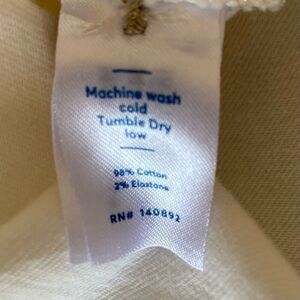 Machine wash
cold
Tumble Dry
low
98% Cotton
2% Elastane
RN# 140892